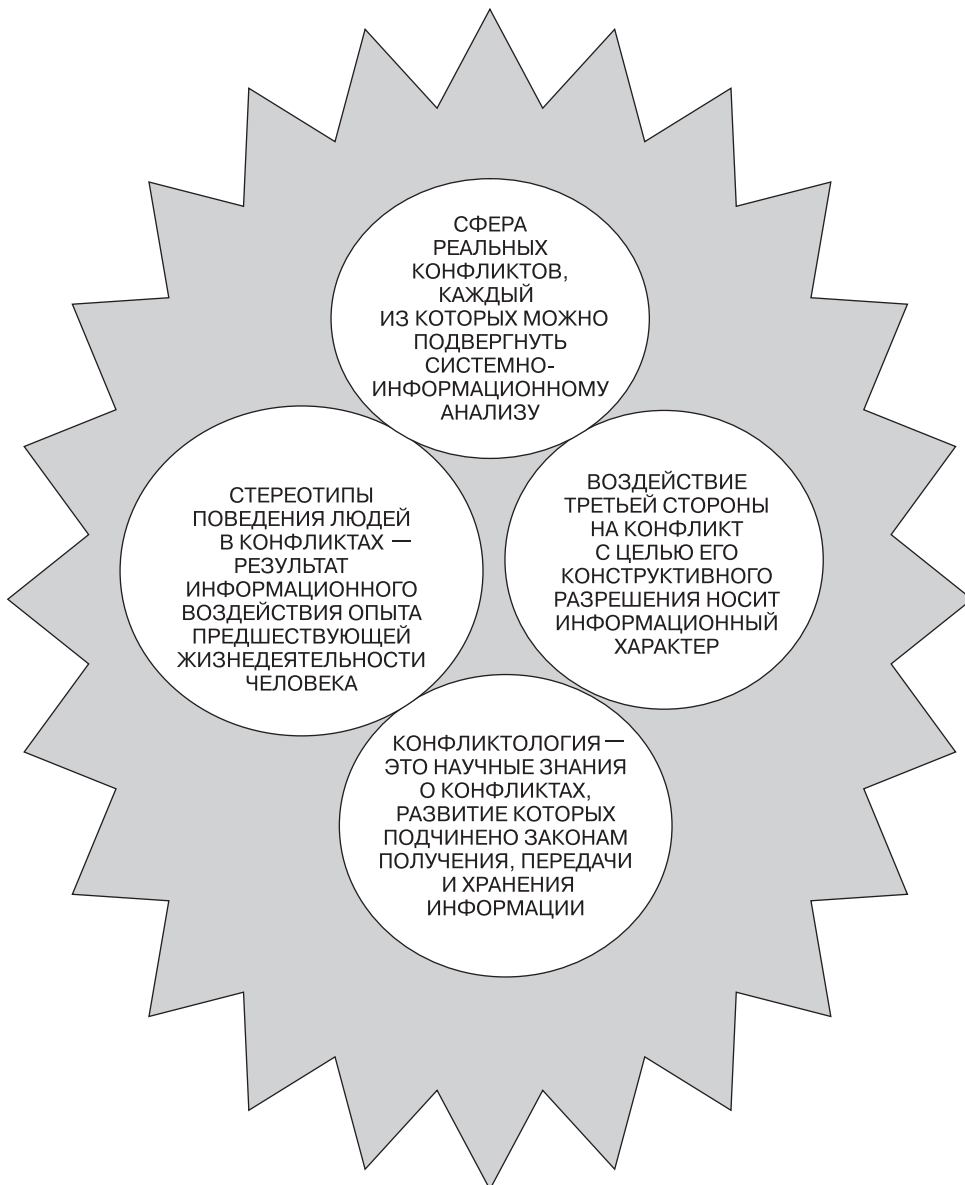 СФЕРА
РЕАЛЬНЫХ
КОНФЛИКТОВ,
КАЖДЫЙ
ИЗ КОТОРЫХ МОЖНО
ПОДВЕРГНУТЬ
СИСТЕМНО-
ИНФОРМАЦИОННОМУ
АНАЛИЗУ
СТЕРЕОТИПЫ
ПОВЕДЕНИЯ ЛЮДЕЙ
В КОНФЛИКТАХ —
РЕЗУЛЬТАТ
ИНФОРМАЦИОННОГО
ВОЗДЕЙСТВИЯ ОПЫТА
ПРЕДШЕСТВУЮЩЕЙ
ЖИЗНЕДЕЯТЕЛЬНОСТИ
ЧЕЛОВЕКА
ВОЗДЕЙСТВИЕ
ТРЕТЬЕЙ СТОРОНЫ
НА КОНФЛИКТ
С ЦЕЛЬЮ ЕГО
КОНСТРУКТИВНОГО
РАЗРЕШЕНИЯ НОСИТ
ИНФОРМАЦИОННЫЙ
ХАРАКТЕР
КОНФЛИКТОЛОГИЯ —
ЭТО НАУЧНЫЕ ЗНАНИЯ
О КОНФЛИКТАХ,
РАЗВИТИЕ КОТОРЫХ
ПОДЧИНЕНО ЗАКОНАМ
ПОЛУЧЕНИЯ, ПЕРЕДАЧИ
И ХРАНЕНИЯ
ИНФОРМАЦИИ